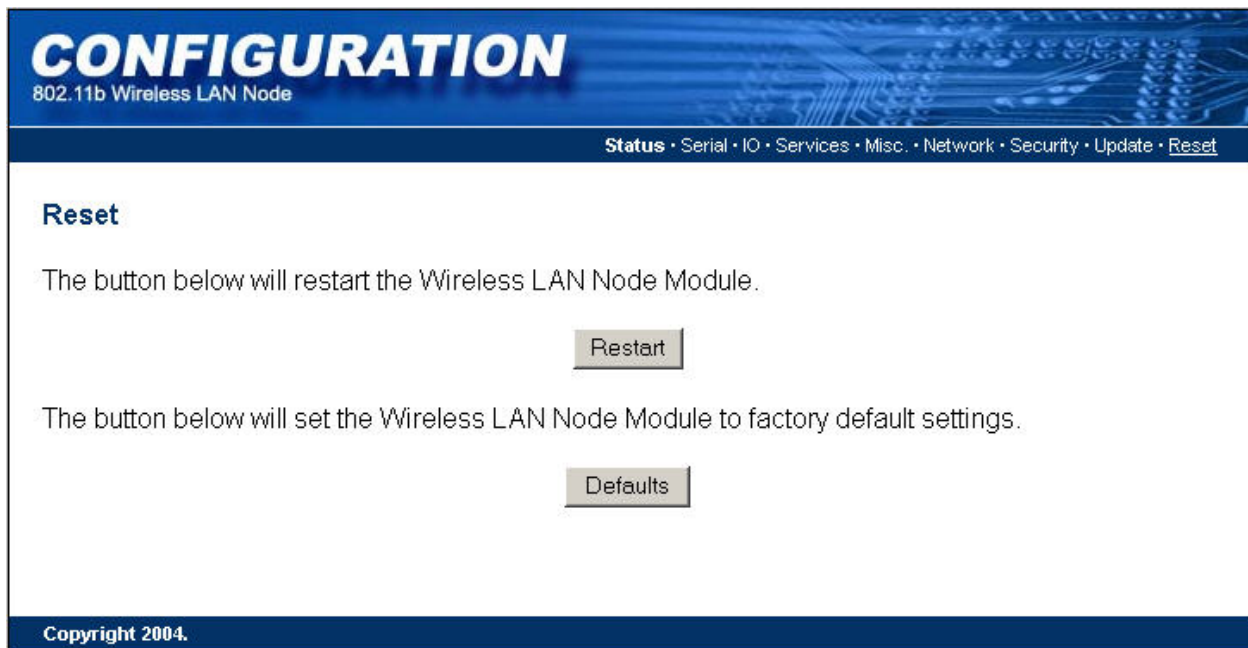 CONFIGURATION
802.11b Wireless LAN Node
Status • Serial • IO • Services • Misc. • Network • Security • Update • Reset
Reset
The button below will restart the Wireless LAN Node Module.
Restart
The button below will set the Wireless LAN Node Module to factory default settings.
Defaults
Copyright 2004.